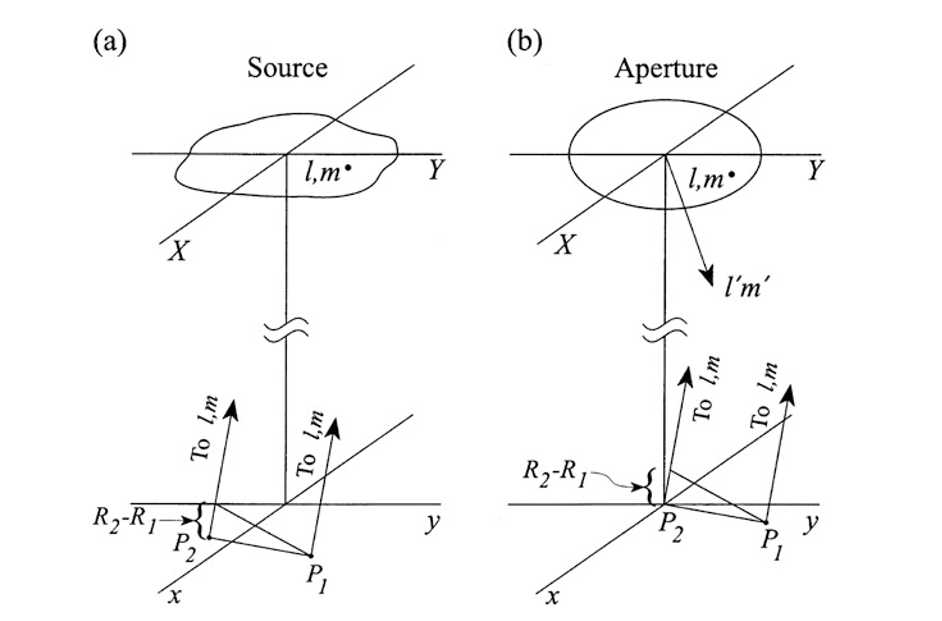 (a)
Source
l,m
Y
X
To l,m
To l,m
R2-R1
P2
P1
y
x
(b)
Aperture
l,m
Y
X
l′m′
To l,m
To l,m
R2-R1
P2
P1
y
x